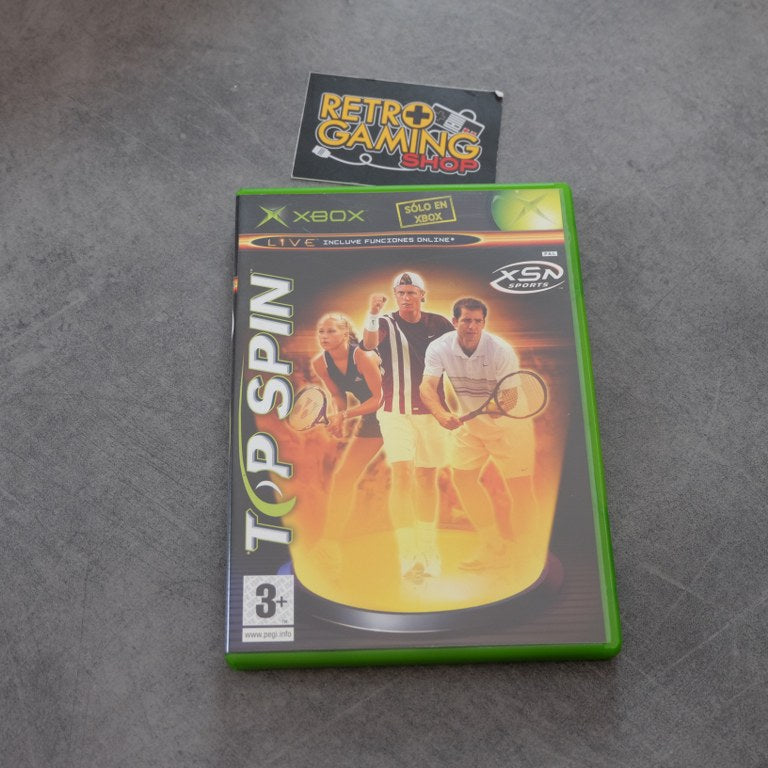 RETRO
GAMING
SHOP
XBOX
SÓLO EN
XBOX
LIVE INCLUYE FUNCIONES ONLINE*
PAL
XSN
SPORTS
TOP SPIN
3+
www.pegi.info